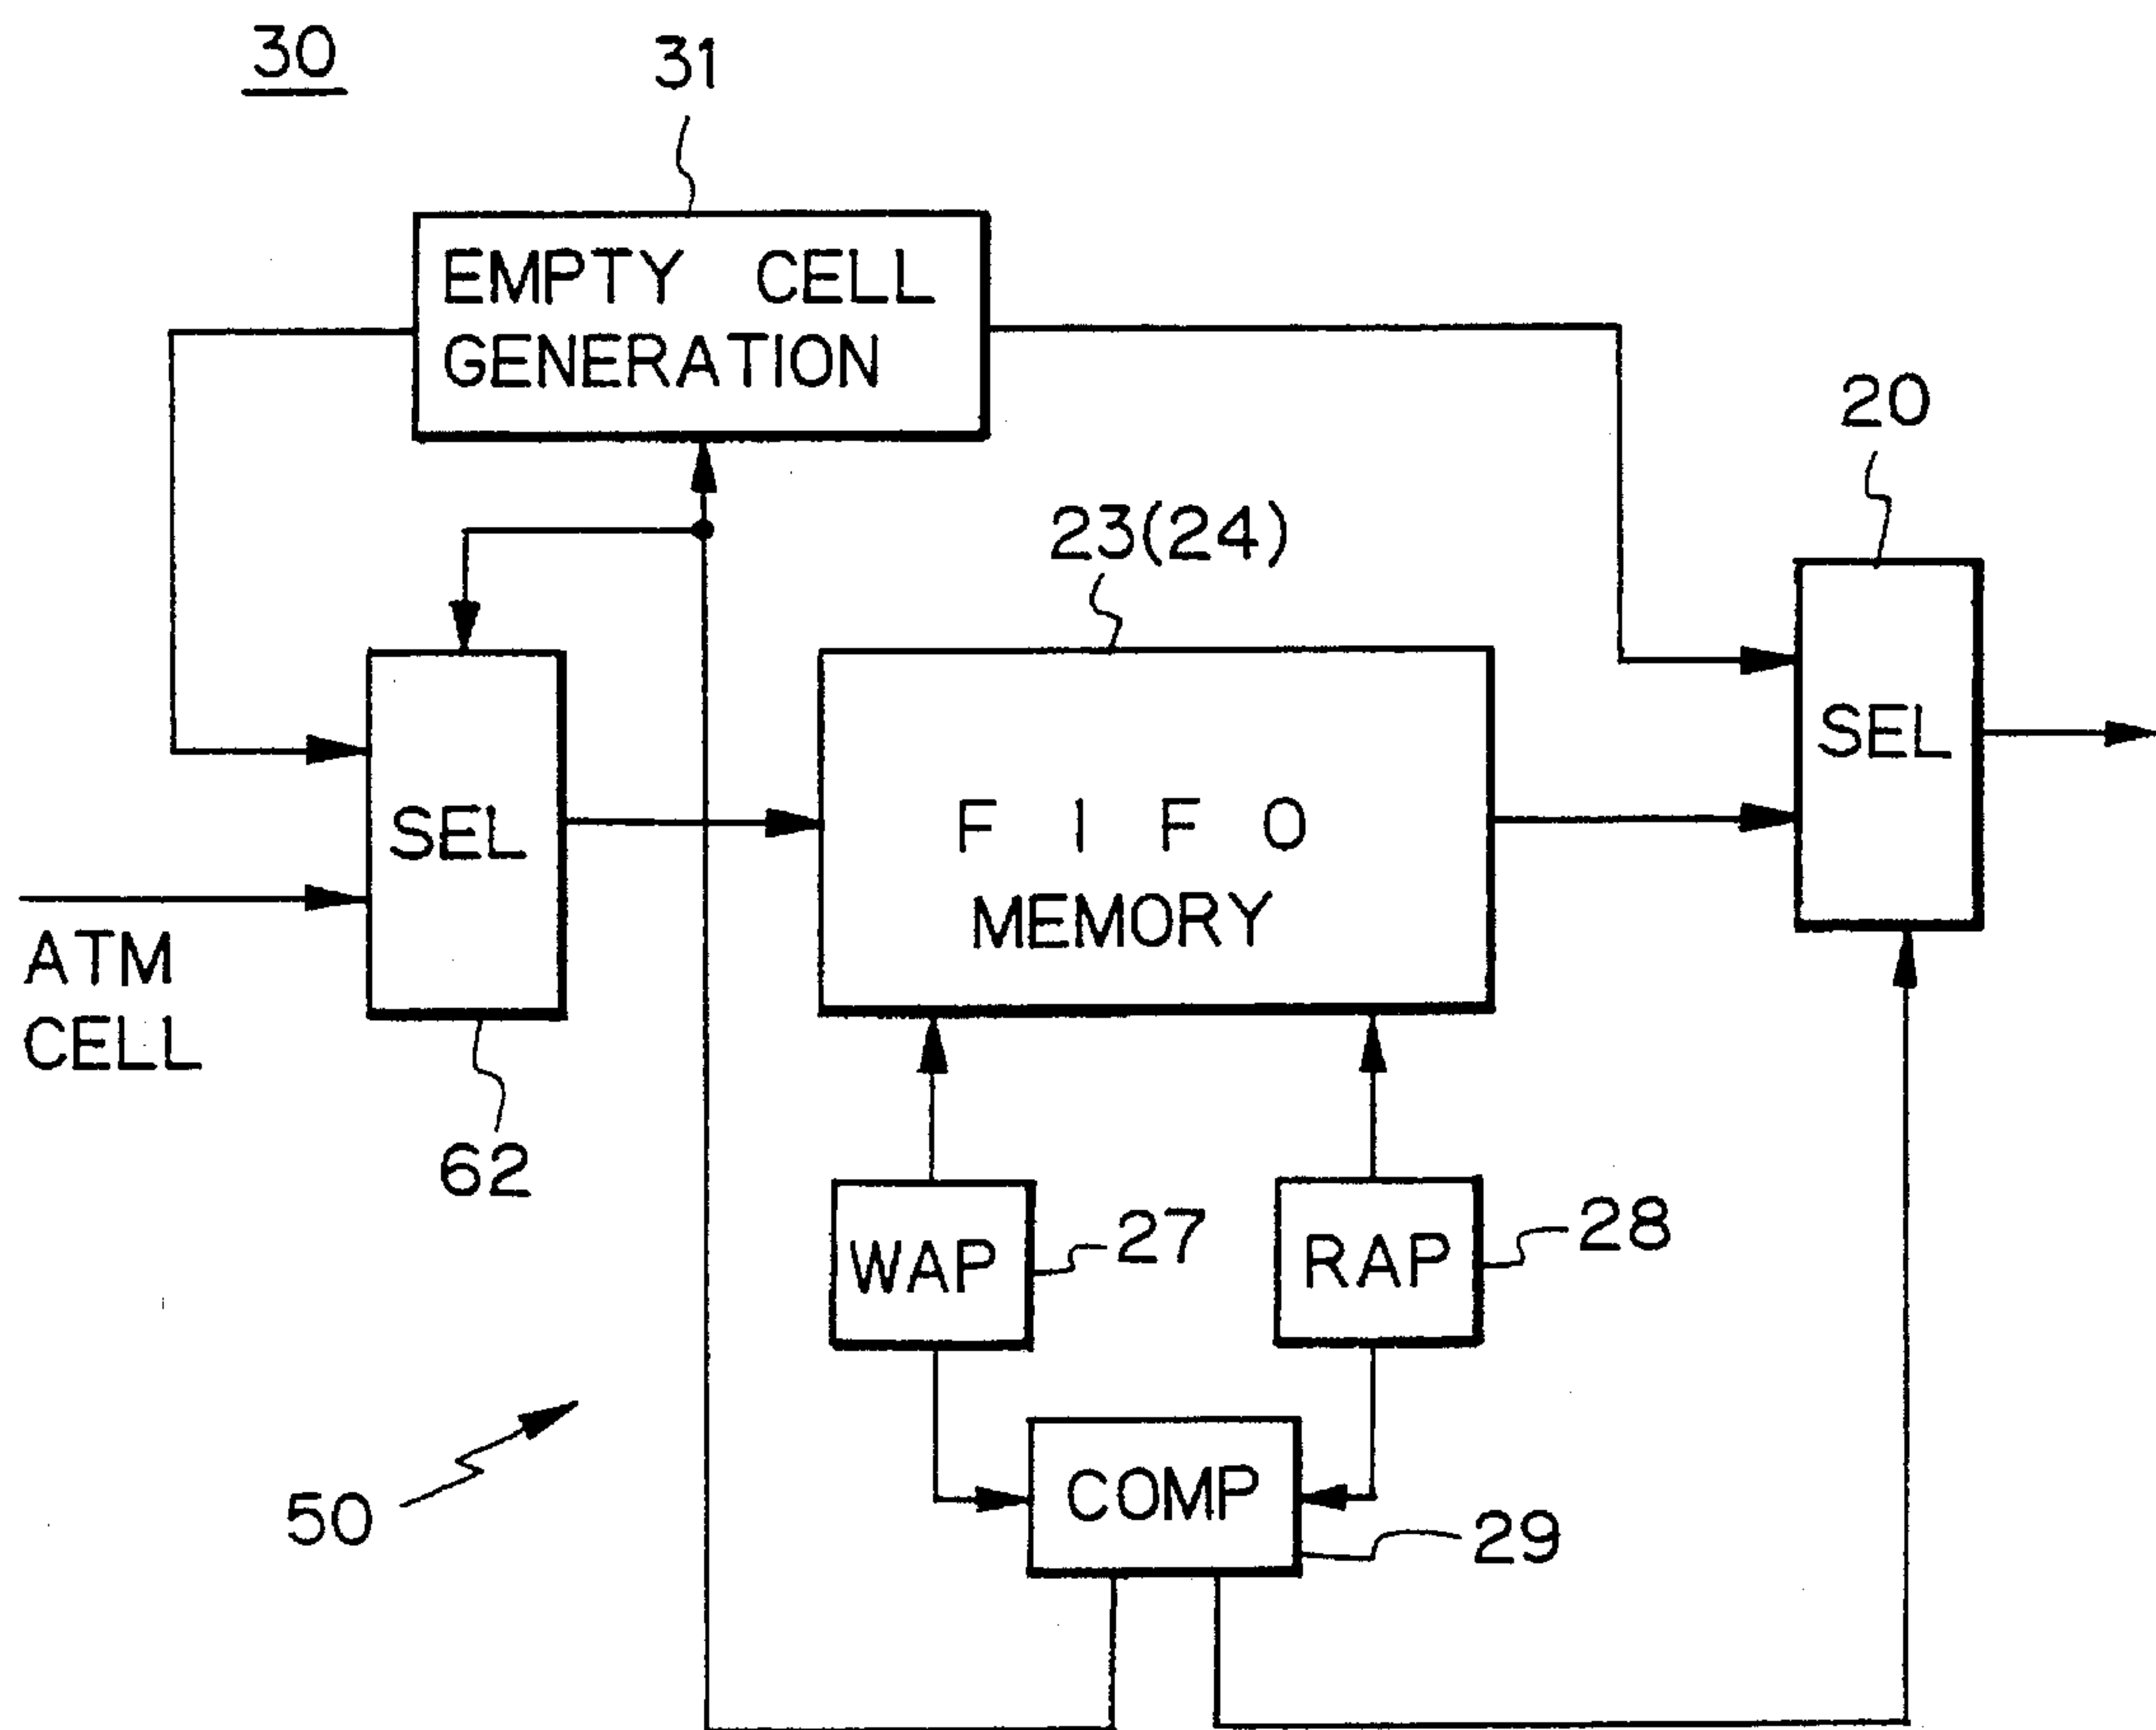 30
31
EMPTY CELL
GENERATION
20
23(24)
SEL
SEL
F I F O
MEMORY
ATM
CELL
62
WAP
27
RAP
28
COMP
29
50